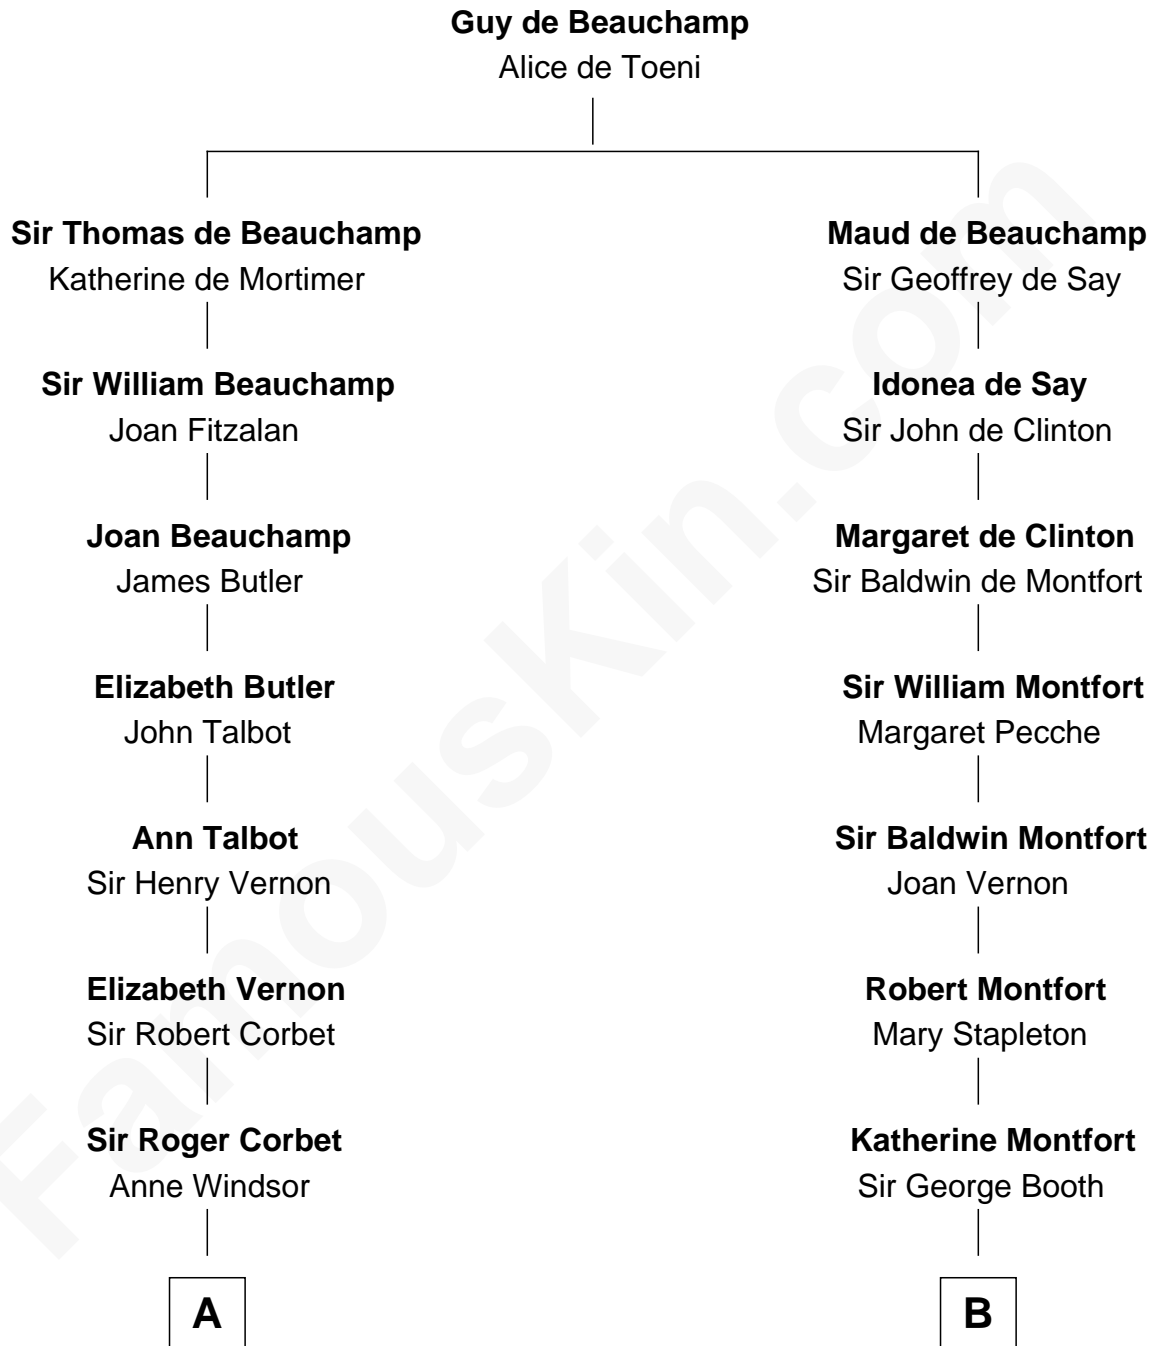 Guy de Beauchamp
Alice de Toeni
Sir Thomas de Beauchamp
Katherine de Mortimer
Maud de Beauchamp
Sir Geoffrey de Say
Sir William Beauchamp
Joan Fitzalan
Idonea de Say
Sir John de Clinton
Joan Beauchamp
James Butler
Margaret de Clinton
Sir Baldwin de Montfort
Elizabeth Butler
John Talbot
Sir William Montfort
Margaret Pecche
Ann Talbot
Sir Henry Vernon
Sir Baldwin Montfort
Joan Vernon
Elizabeth Vernon
Sir Robert Corbet
Robert Montfort
Mary Stapleton
Sir Roger Corbet
Anne Windsor
Katherine Montfort
Sir George Booth
A
B
FamousKin.com